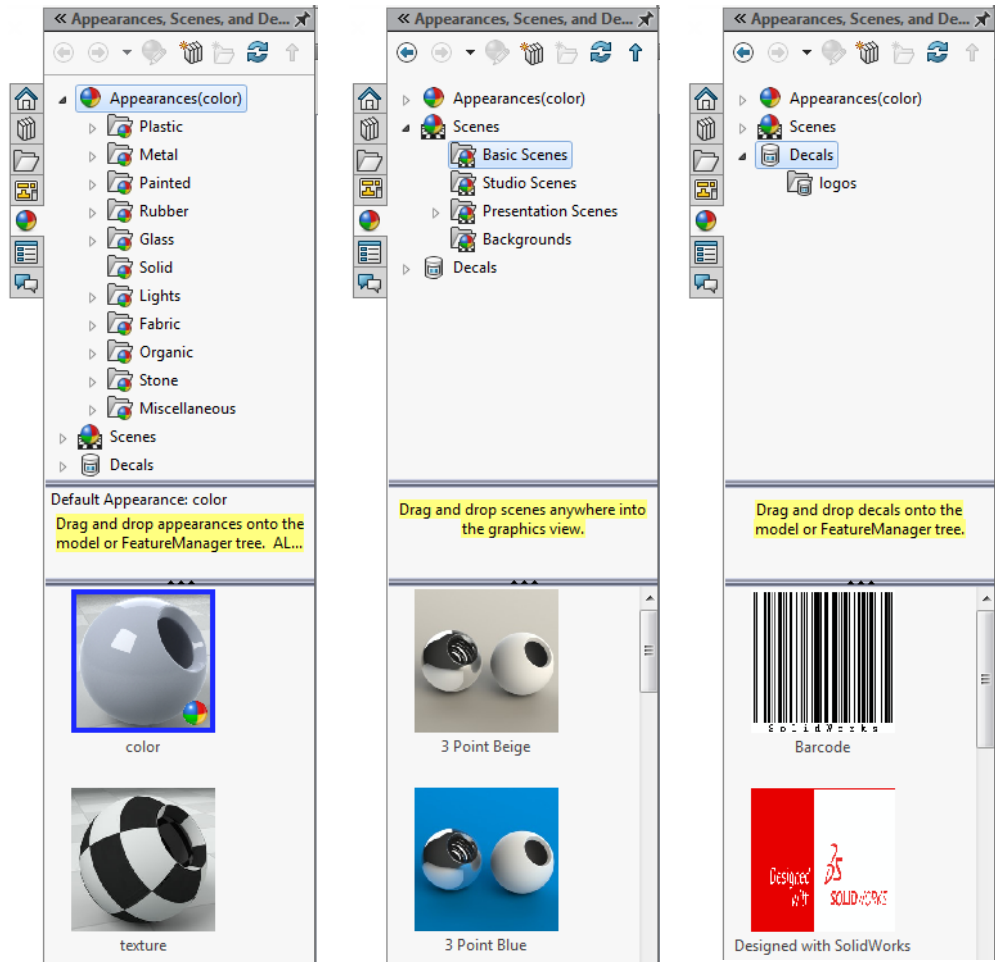 Appearances, Scenes, and De...
Appearances(color)
Plastic
Metal
Painted
Rubber
Glass
Solid
Lights
Fabric
Organic
Stone
Miscellaneous
Scenes
Decals
Default Appearance: color
Drag and drop appearances onto the
model or FeatureManager tree. AL...
color
texture
Appearances, Scenes, and De...
Appearances(color)
Scenes
Basic Scenes
Studio Scenes
Presentation Scenes
Backgrounds
Decals
Drag and drop scenes anywhere into
the graphics view.
3 Point Beige
3 Point Blue
Appearances, Scenes, and De...
Appearances(color)
Scenes
Decals
logos
Drag and drop decals onto the
model or FeatureManager tree.
SolidWorks
Barcode
Designed
with
SOLIDWORKS
Designed with SolidWorks